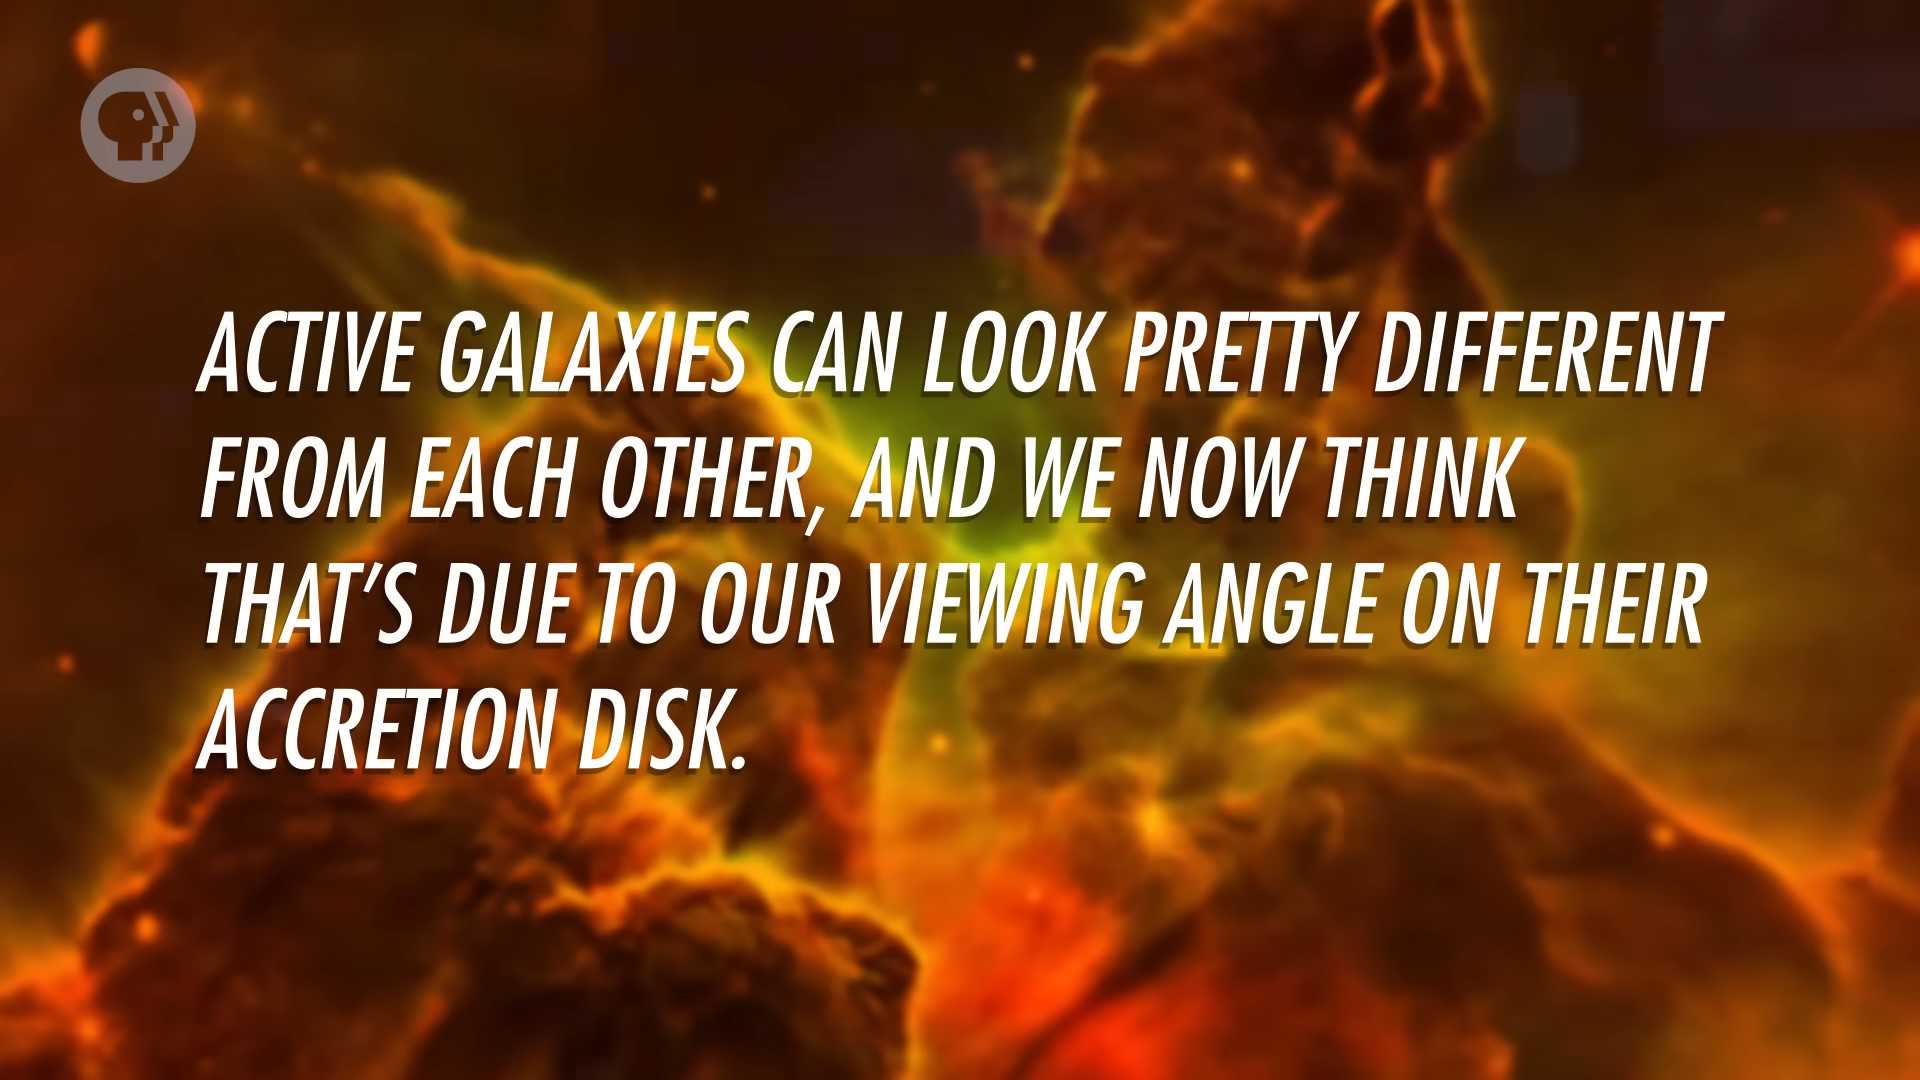 ACTIVE GALAXIES CAN LOOK PRETTY DIFFERENT
FROM EACH OTHER, AND WE NOW THINK
THAT'S DUE TO OUR VIEWING ANGLE ON THEIR
ACCRETION DISK.